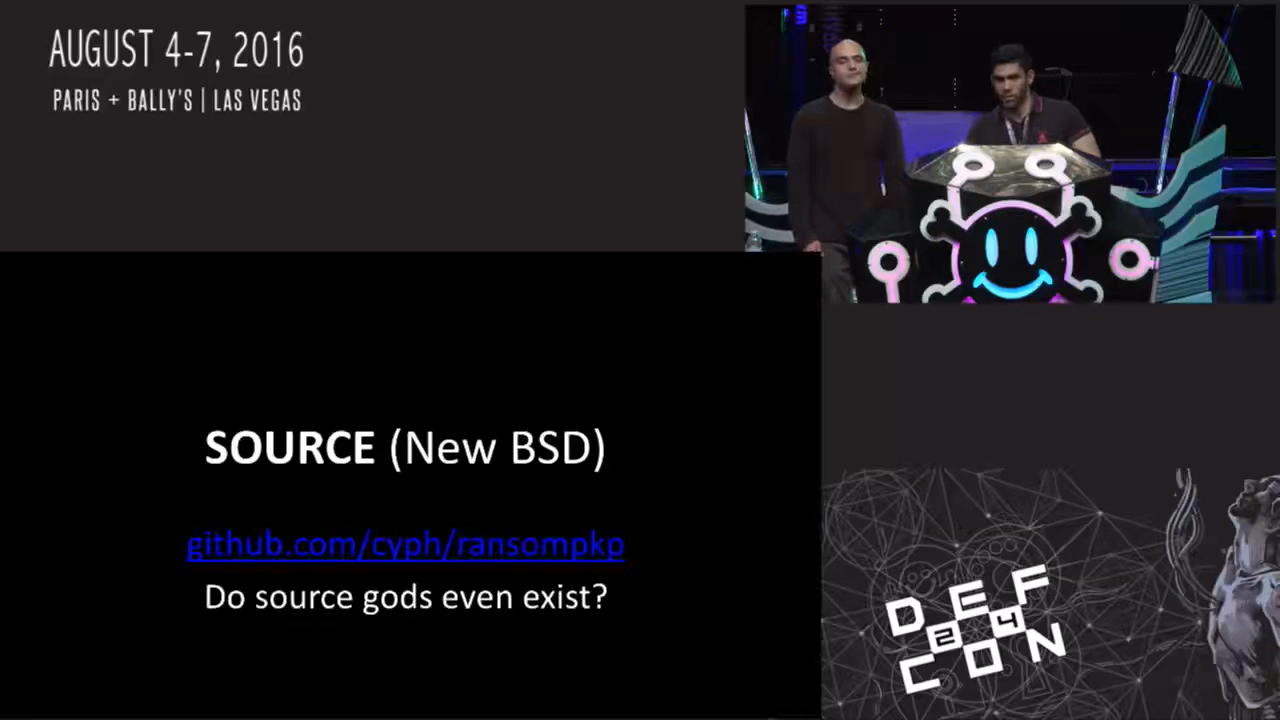 AUGUST 4-7, 2016
PARIS + BALLY'S | LAS VEGAS
SOURCE (New BSD)
github.com/cyph/ransompkp
Do source gods even exist?
DEF
24
CON